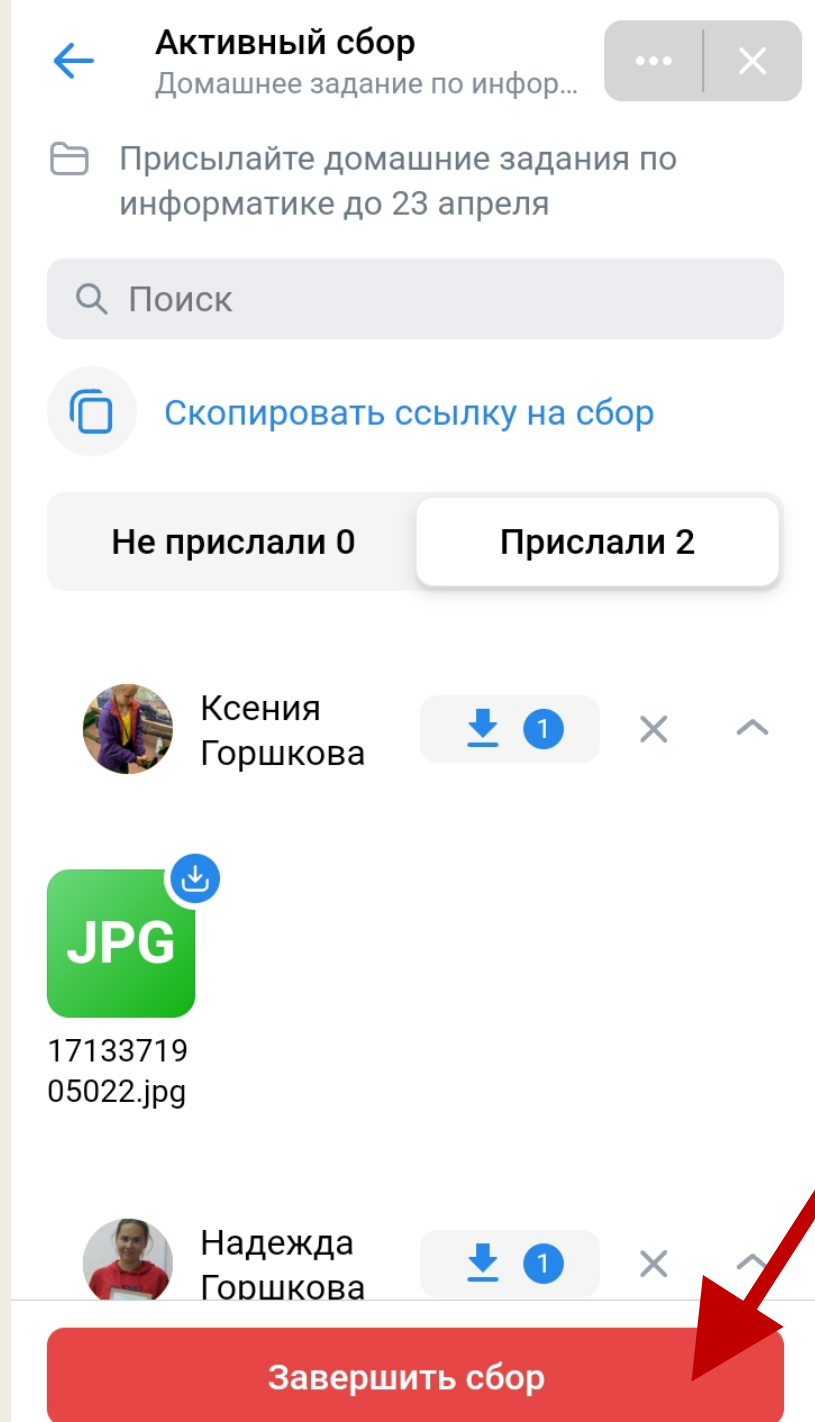 Активный сбор
Домашнее задание по инфор...
Присылайте домашние задания по
информатике до 23 апреля
Поиск
Скопировать ссылку на сбор
Не прислали 0
Прислали 2
Ксения
Горшкова
1
JPG
17133719
05022.jpg
Надежда
Горшкова
1
Завершить сбор